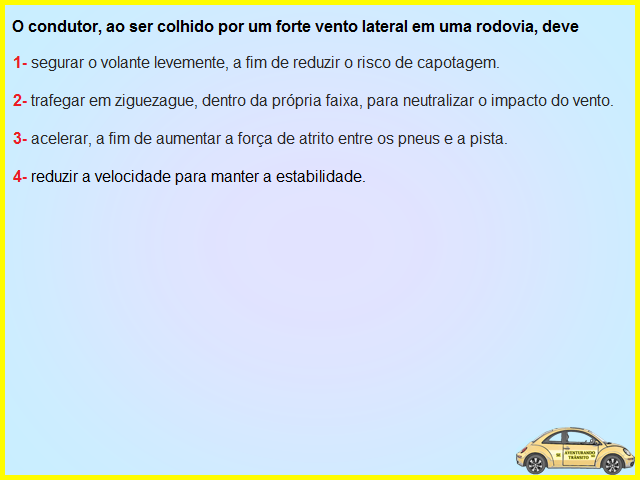 O condutor, ao ser colhido por um forte vento lateral em uma rodovia, deve
1- segurar o volante levemente, a fim de reduzir o risco de capotagem.
2- trafegar em ziguezague, dentro da própria faixa, para neutralizar o impacto do vento.
3- acelerar, a fim de aumentar a força de atrito entre os pneus e a pista.
4- reduzir a velocidade para manter a estabilidade.
AVENTURANDO
TRÂNSITO